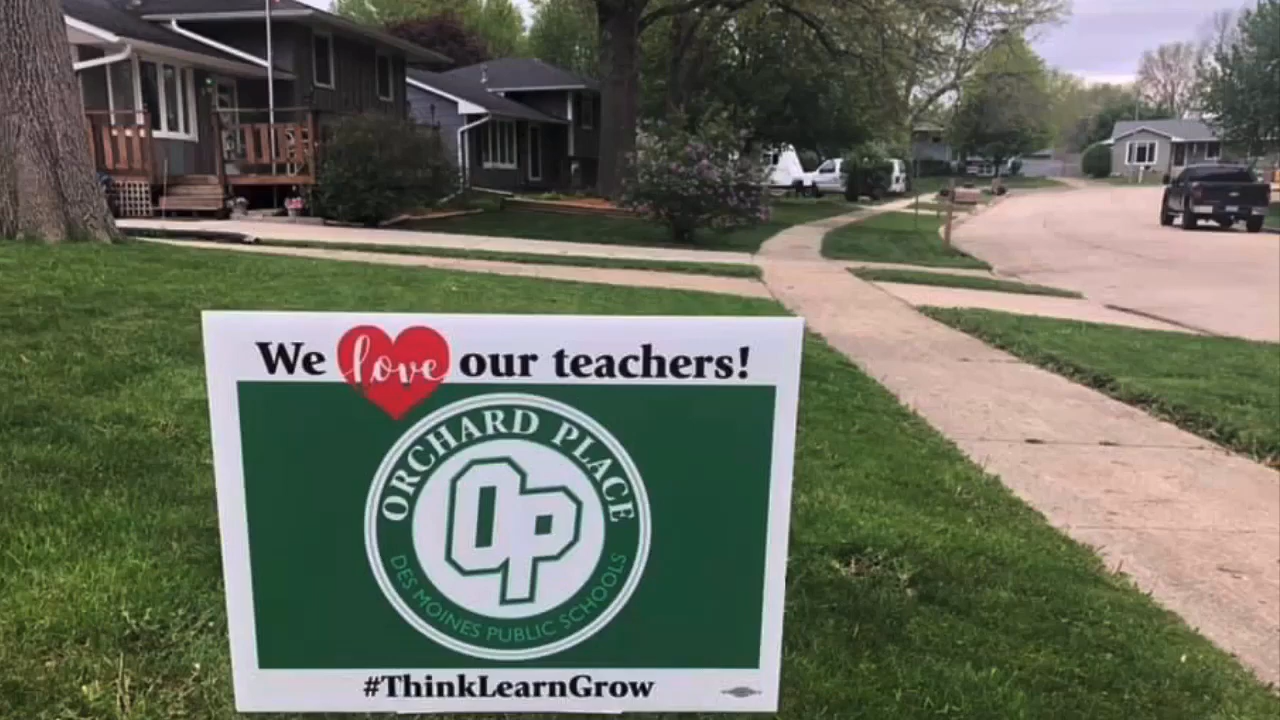 We love our teachers!
ORCHARD PLACE
OP
DES MOINES PUBLIC SCHOOLS
#ThinkLearnGrow